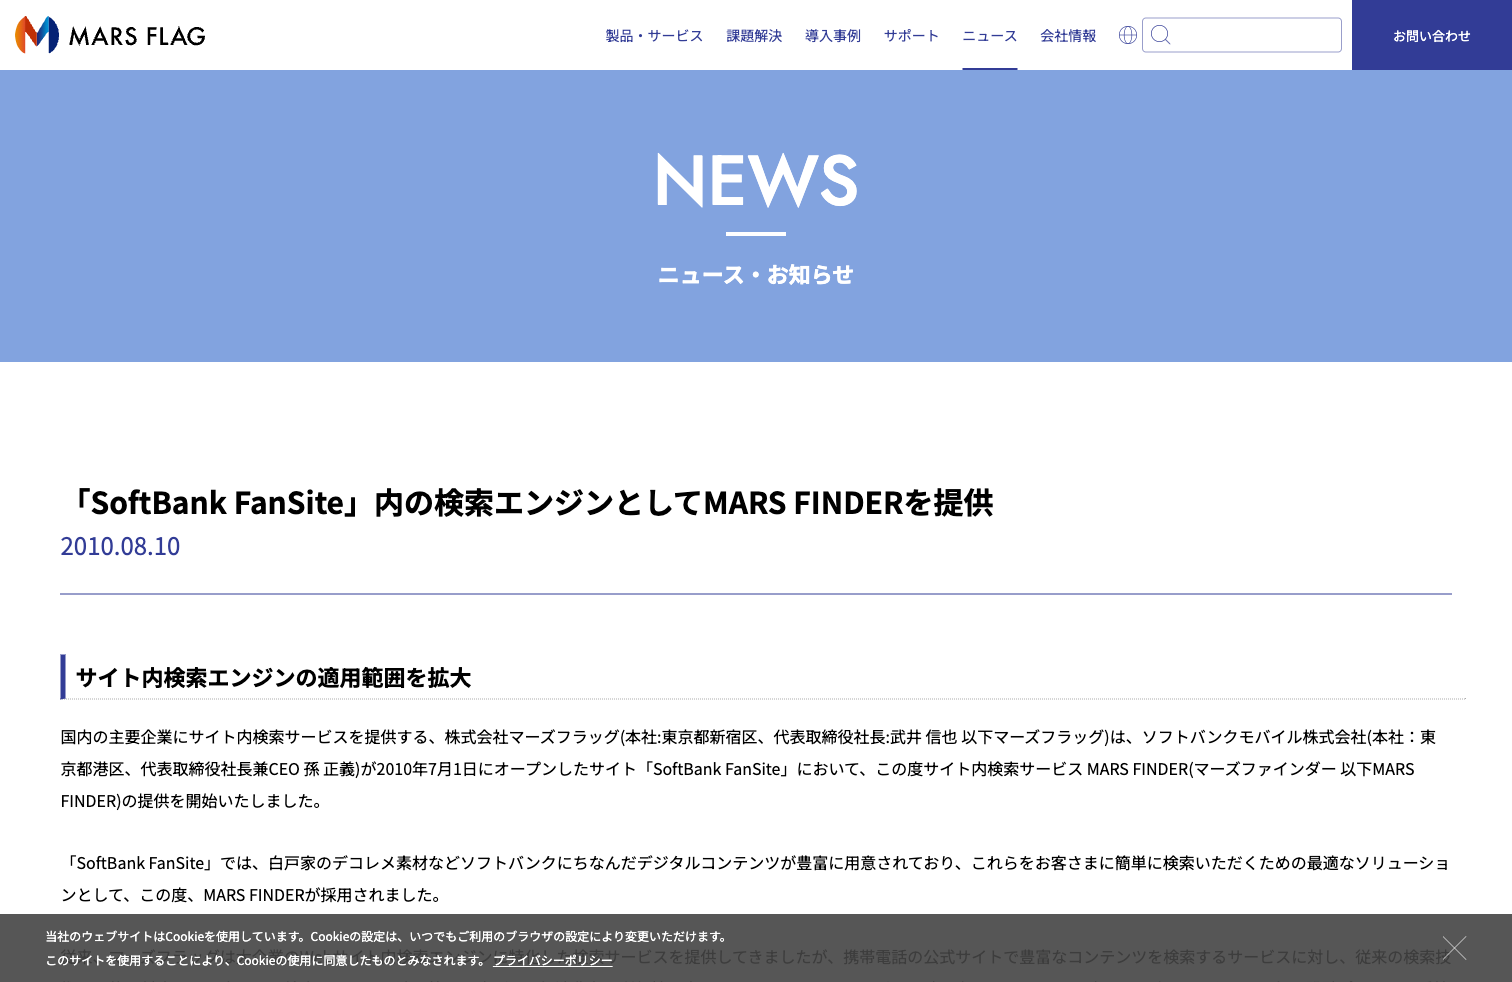 MARS FLAG
製品・サービス 課題解決 導入事例 サポート ニュース 会社情報 お問い合わせ
NEWS
ニュース・お知らせ
「SoftBank FanSite」内の検索エンジンとしてMARS FINDERを提供
2010.08.10
サイト内検索エンジンの適用範囲を拡大
国内の主要企業にサイト内検索サービスを提供する、株式会社マーズフラッグ(本社:東京都新宿区、代表取締役社長:武井 信也 以下マーズフラッグ)は、ソフトバンクモバイル株式会社(本社：東
京都港区、代表取締役社長兼CEO 孫 正義)が2010年7月1日にオープンしたサイト「SoftBank FanSite」において、この度サイト内検索サービス MARS FINDER(マーズファインダー 以下MARS
FINDER)の提供を開始いたしました。
「SoftBank FanSite」では、白戸家のデコレメ素材などソフトバンクにちなんだデジタルコンテンツが豊富に用意されており、これらをお客さまに簡単に検索いただくための最適なソリューショ
ンとして、この度、MARS FINDERが採用されました。
当社のウェブサイトはCookieを使用しています。Cookieの設定は、いつでもご利用のブラウザの設定により変更いただけます。
サービスを提供してきましたが、携帯電話の公式サイトで豊富なコンテンツを検索するサービスに対し、従来の検索技
このサイトを使用することにより、Cookieの使用に同意したものとみなされます。 プライバシーポリシー